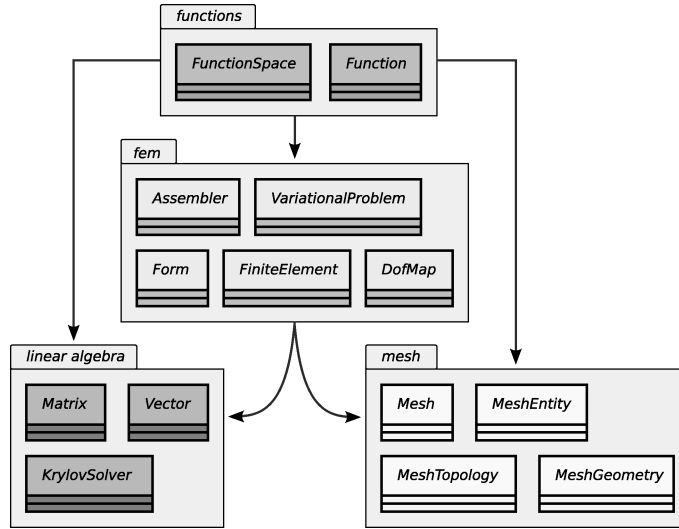 functions
FunctionSpace
Function
fem
Assembler
VariationalProblem
Form
FiniteElement
DofMap
linear algebra
Matrix
Vector
KrylovSolver
mesh
Mesh
MeshEntity
MeshTopology
MeshGeometry